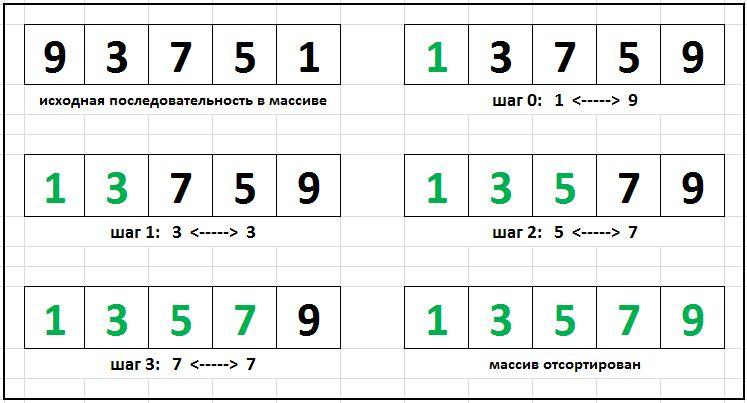 9 3 7 5 1
исходная последовательность в массиве
1 3 7 5 9
шаг 0: 1 <-----> 9
1 3 7 5 9
шаг 1: 3 <-----> 3
1 3 5 7 9
шаг 2: 5 <-----> 7
1 3 5 7 9
шаг 3: 7 <-----> 7
1 3 5 7 9
массив отсортирован